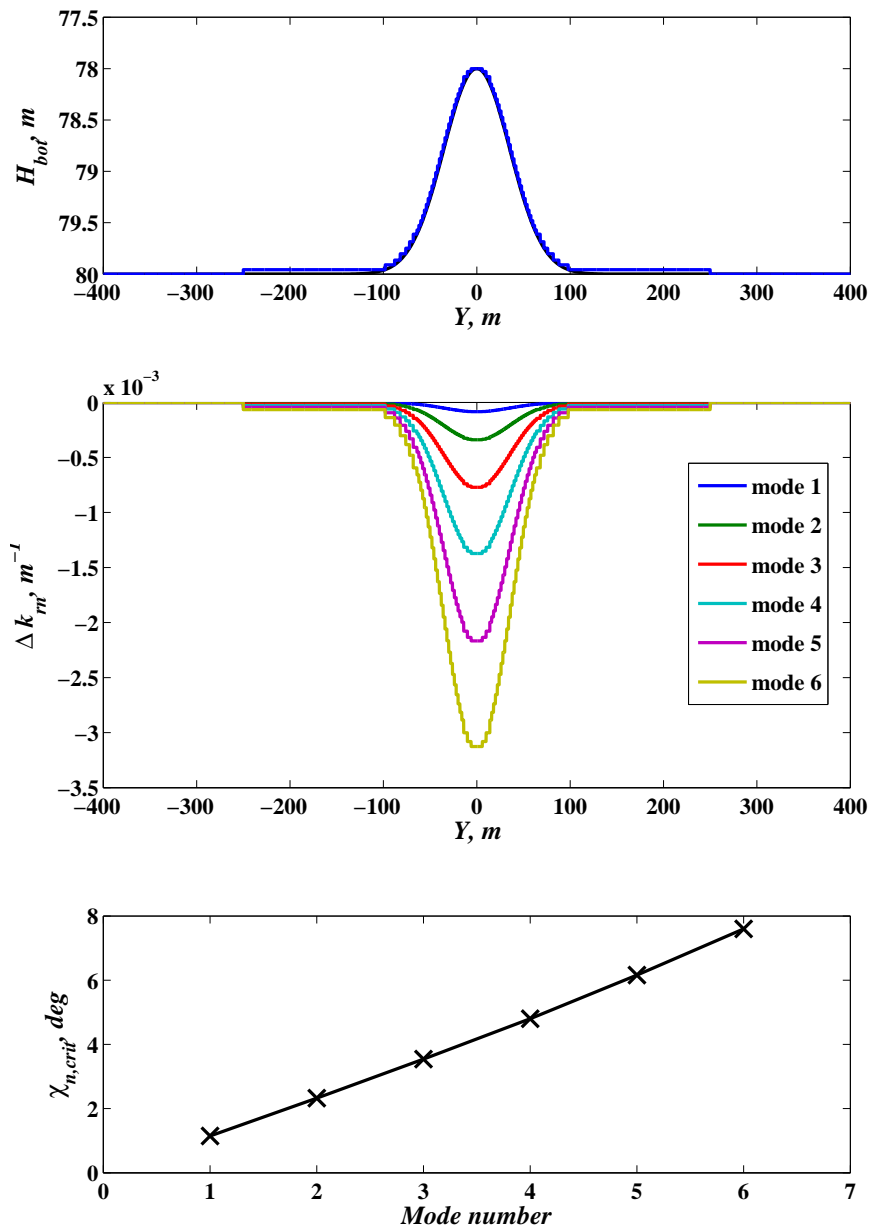 77.5
78
78.5
79
79.5
80
H_bot, m
−400 −300 −200 −100 0 100 200 300 400
Y, m
x 10^−3
0
−0.5
−1
−1.5
−2
−2.5
−3
−3.5
Δ k_rn, m^−1
mode 1
mode 2
mode 3
mode 4
mode 5
mode 6
−400 −300 −200 −100 0 100 200 300 400
Y, m
8
6
4
2
0
χ_n,crit, deg
0 1 2 3 4 5 6 7
Mode number